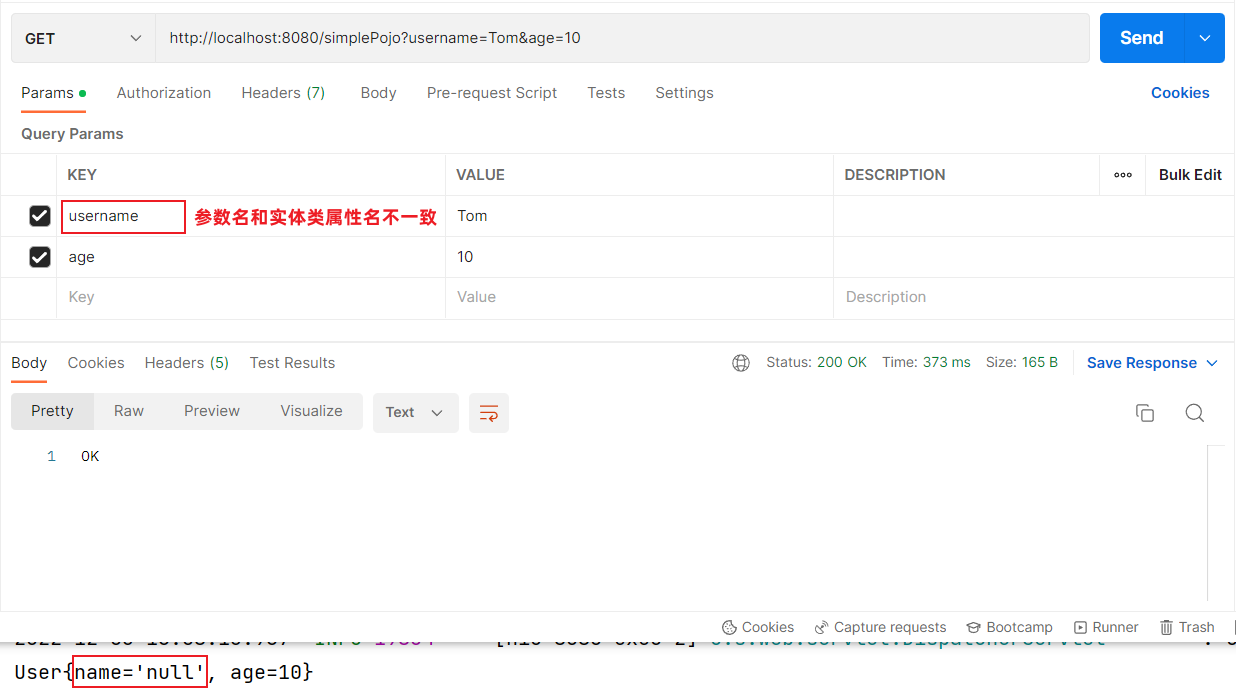 GET http://localhost:8080/simplePojo?username=Tom&age=10 Send
Params Authorization Headers (7) Body Pre-request Script Tests Settings Cookies
Query Params
KEY VALUE DESCRIPTION Bulk Edit
username 参数名和实体类属性名不一致 Tom
age 10
Key Value Description
Body Cookies Headers (5) Test Results Status: 200 OK Time: 373 ms Size: 165 B Save Response
Pretty Raw Preview Visualize Text
1 OK
Cookies Capture requests Bootcamp Runner Trash
User{name='null', age=10}